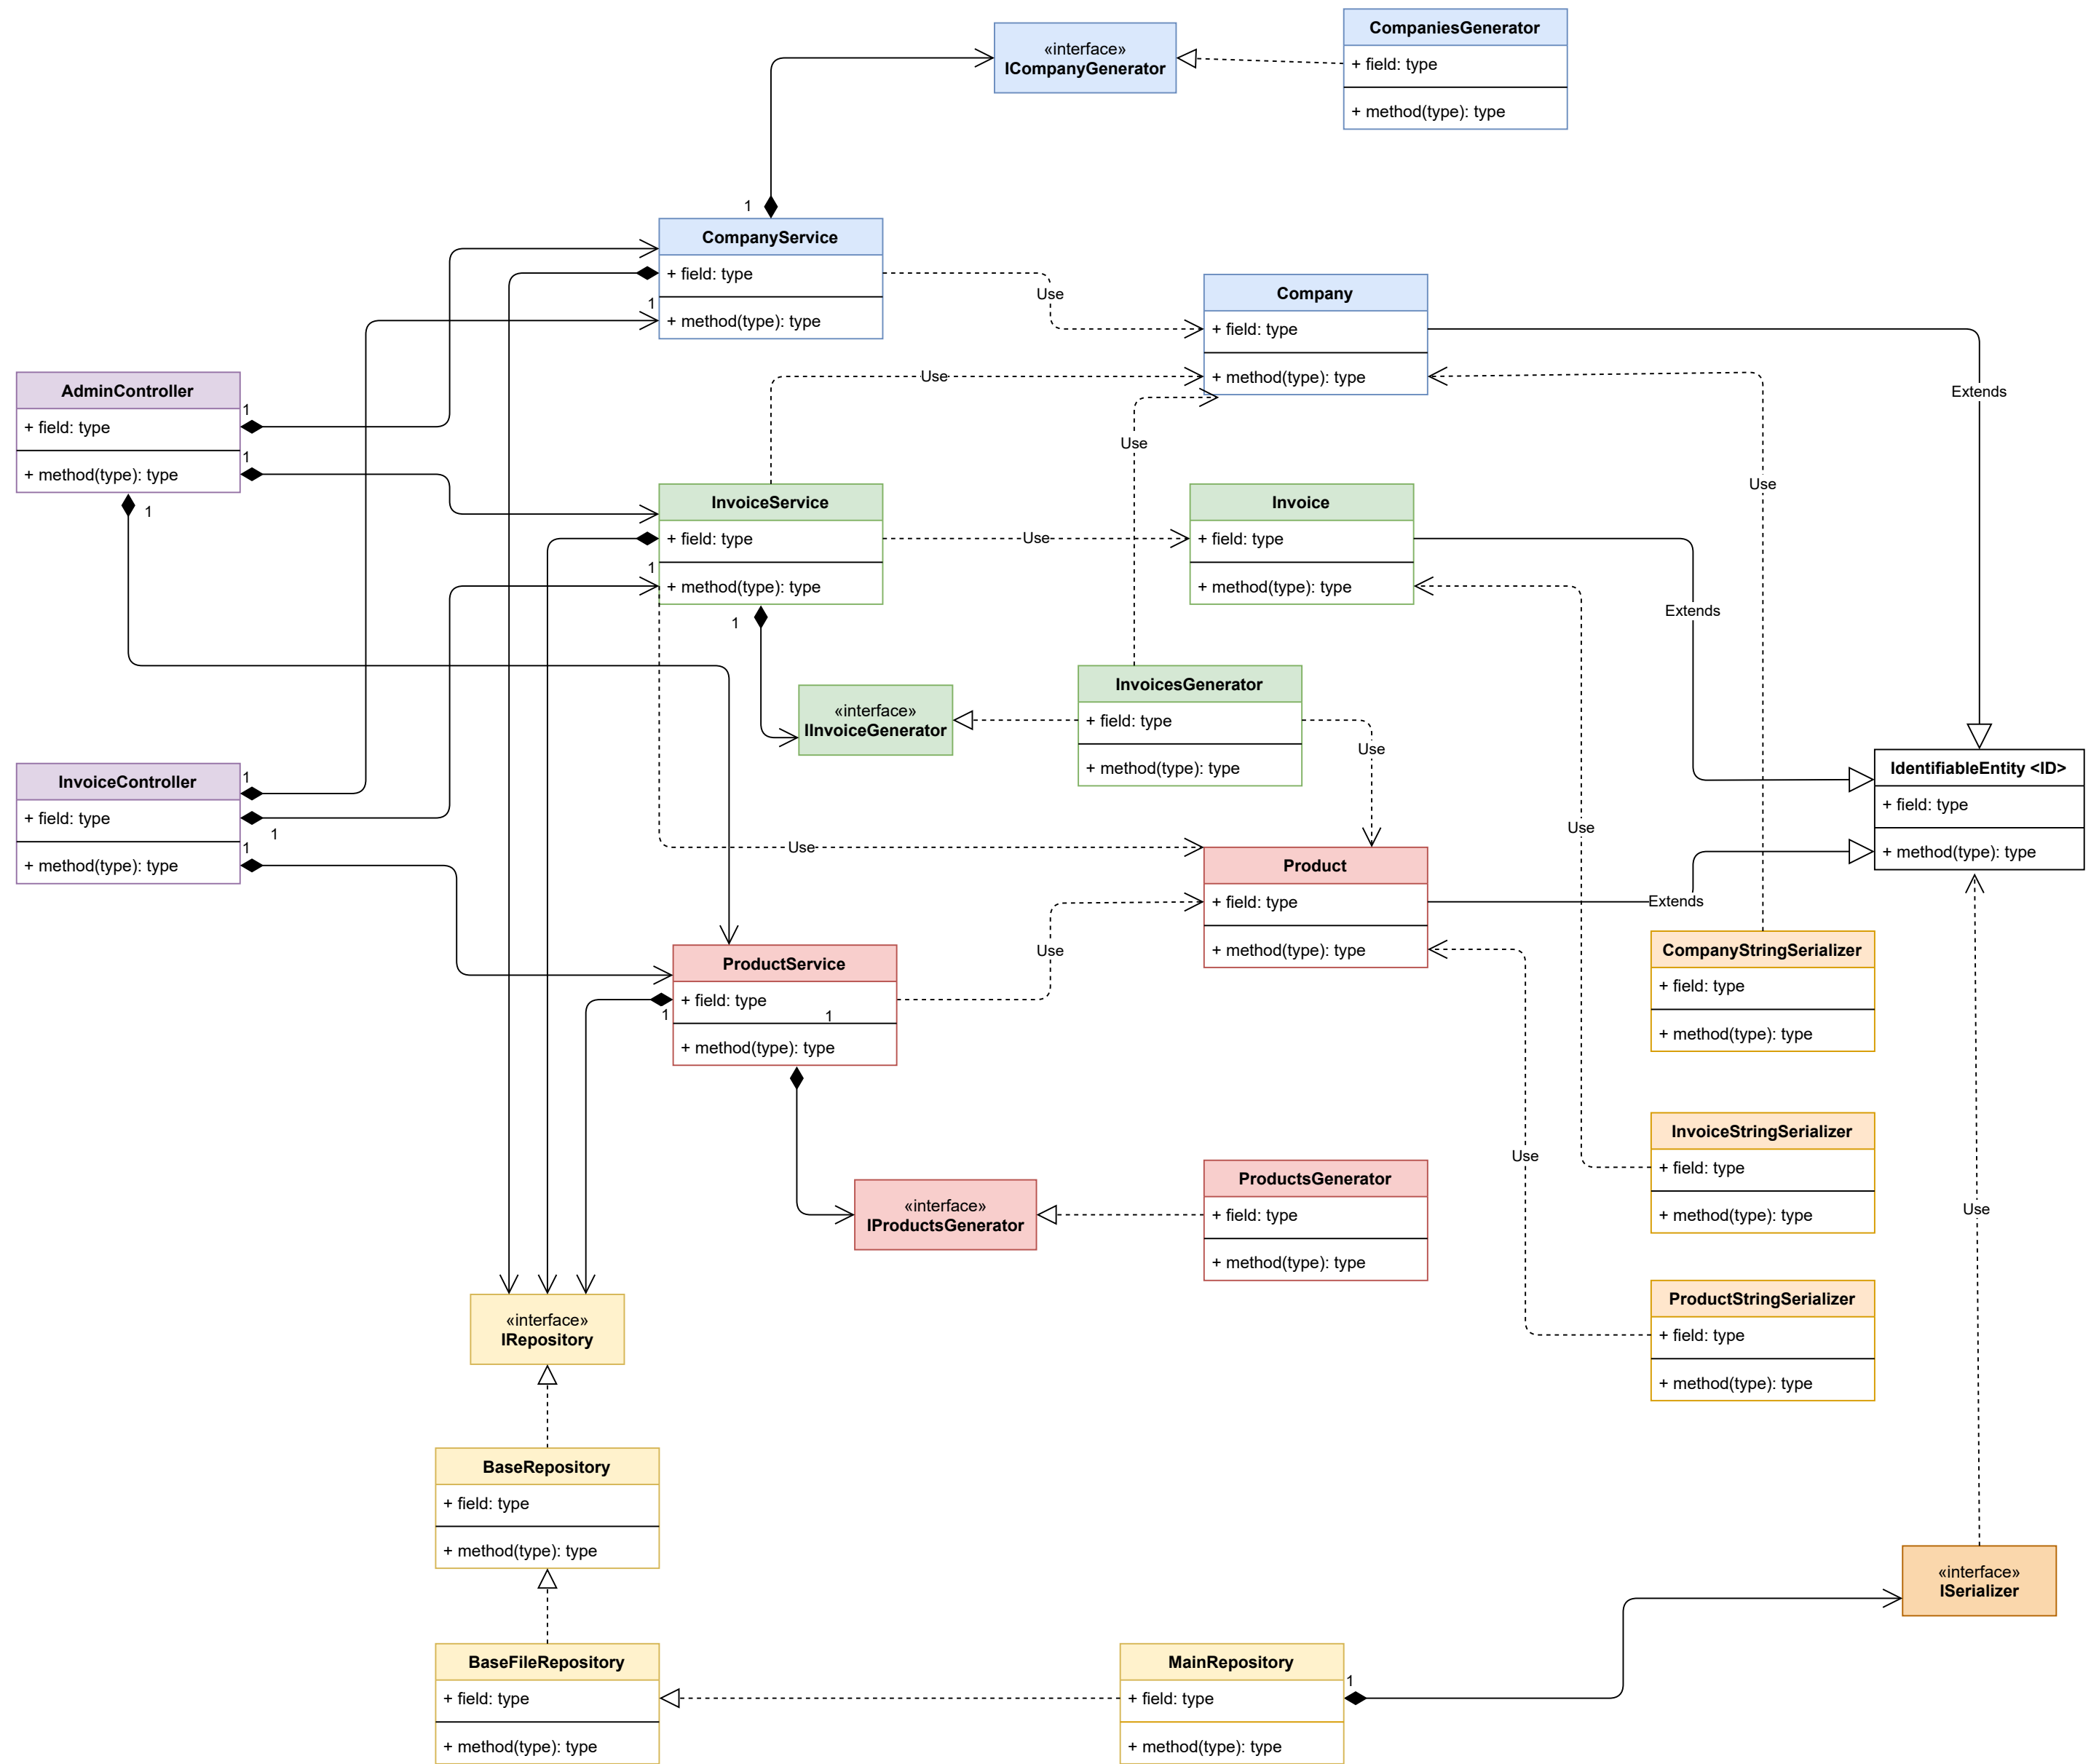 CompaniesGenerator
+ field: type
+ method(type): type
«interface»
ICompanyGenerator
1
CompanyService
+ field: type
1
+ method(type): type
Use
Company
+ field: type
+ method(type): type
Use
Extends
AdminController
1
+ field: type
1
+ method(type): type
1
Use
Use
InvoiceService
+ field: type
1
+ method(type): type
1
Use
Invoice
+ field: type
+ method(type): type
Extends
«interface»
IInvoiceGenerator
InvoicesGenerator
+ field: type
+ method(type): type
Use
InvoiceController
1
+ field: type
1
1
+ method(type): type
IdentifiableEntity <ID>
+ field: type
+ method(type): type
Use
Use
Product
+ field: type
+ method(type): type
Extends
ProductService
+ field: type
1
1
+ method(type): type
Use
CompanyStringSerializer
+ field: type
+ method(type): type
InvoiceStringSerializer
+ field: type
+ method(type): type
Use
Use
«interface»
IProductsGenerator
ProductsGenerator
+ field: type
+ method(type): type
ProductStringSerializer
+ field: type
+ method(type): type
«interface»
IRepository
BaseRepository
+ field: type
+ method(type): type
«interface»
ISerializer
BaseFileRepository
+ field: type
+ method(type): type
MainRepository
1
+ field: type
+ method(type): type